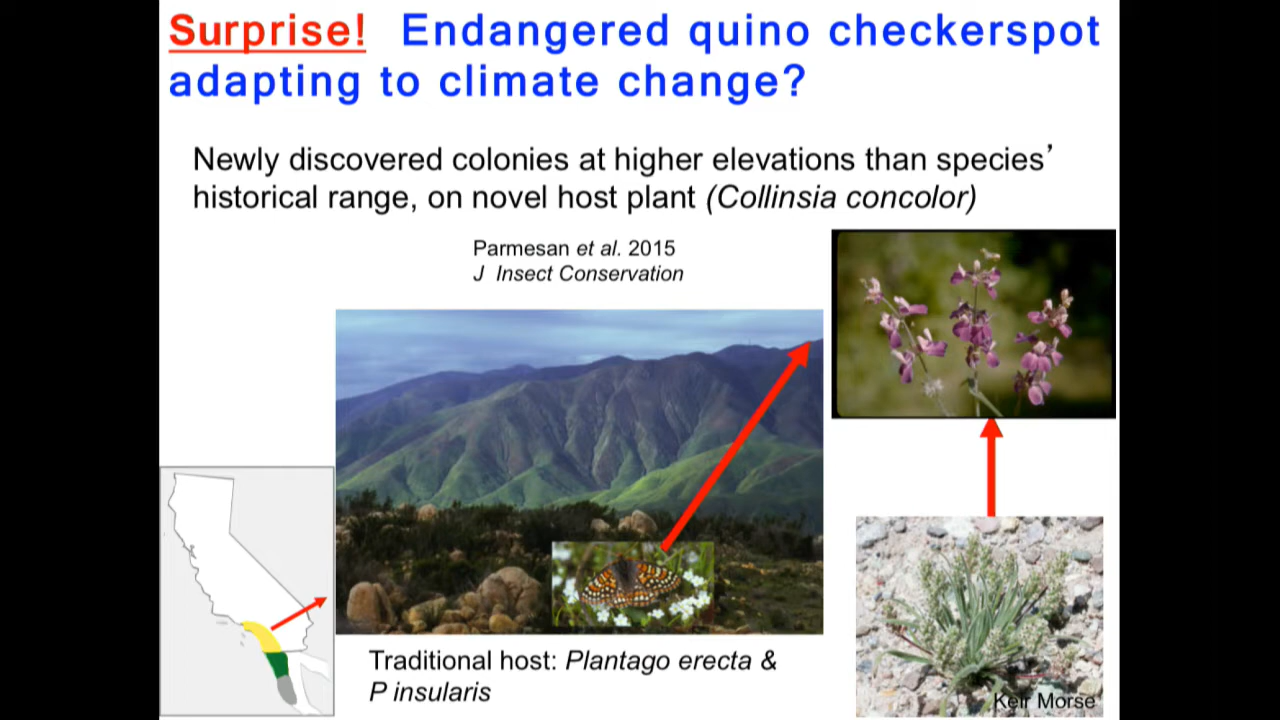 Surprise! Endangered quino checkerspot
adapting to climate change?
Newly discovered colonies at higher elevations than species’
historical range, on novel host plant (Collinsia concolor)
Parmesan et al. 2015
J Insect Conservation
Traditional host: Plantago erecta &
P insularis
Keir Morse